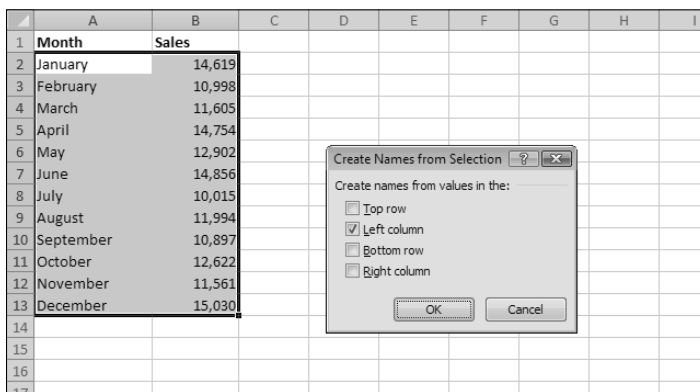 A B C D E F G H I
1 Month Sales
2 January 14,619
3 February 10,998
4 March 11,605
5 April 14,754
6 May 12,902
7 June 14,856
8 July 10,015
9 August 11,994
10 September 10,897
11 October 12,622
12 November 11,561
13 December 15,030
14
15
16
17
Create Names from Selection ?
Create names from values in the:
Top row
Left column
Bottom row
Right column
OK Cancel